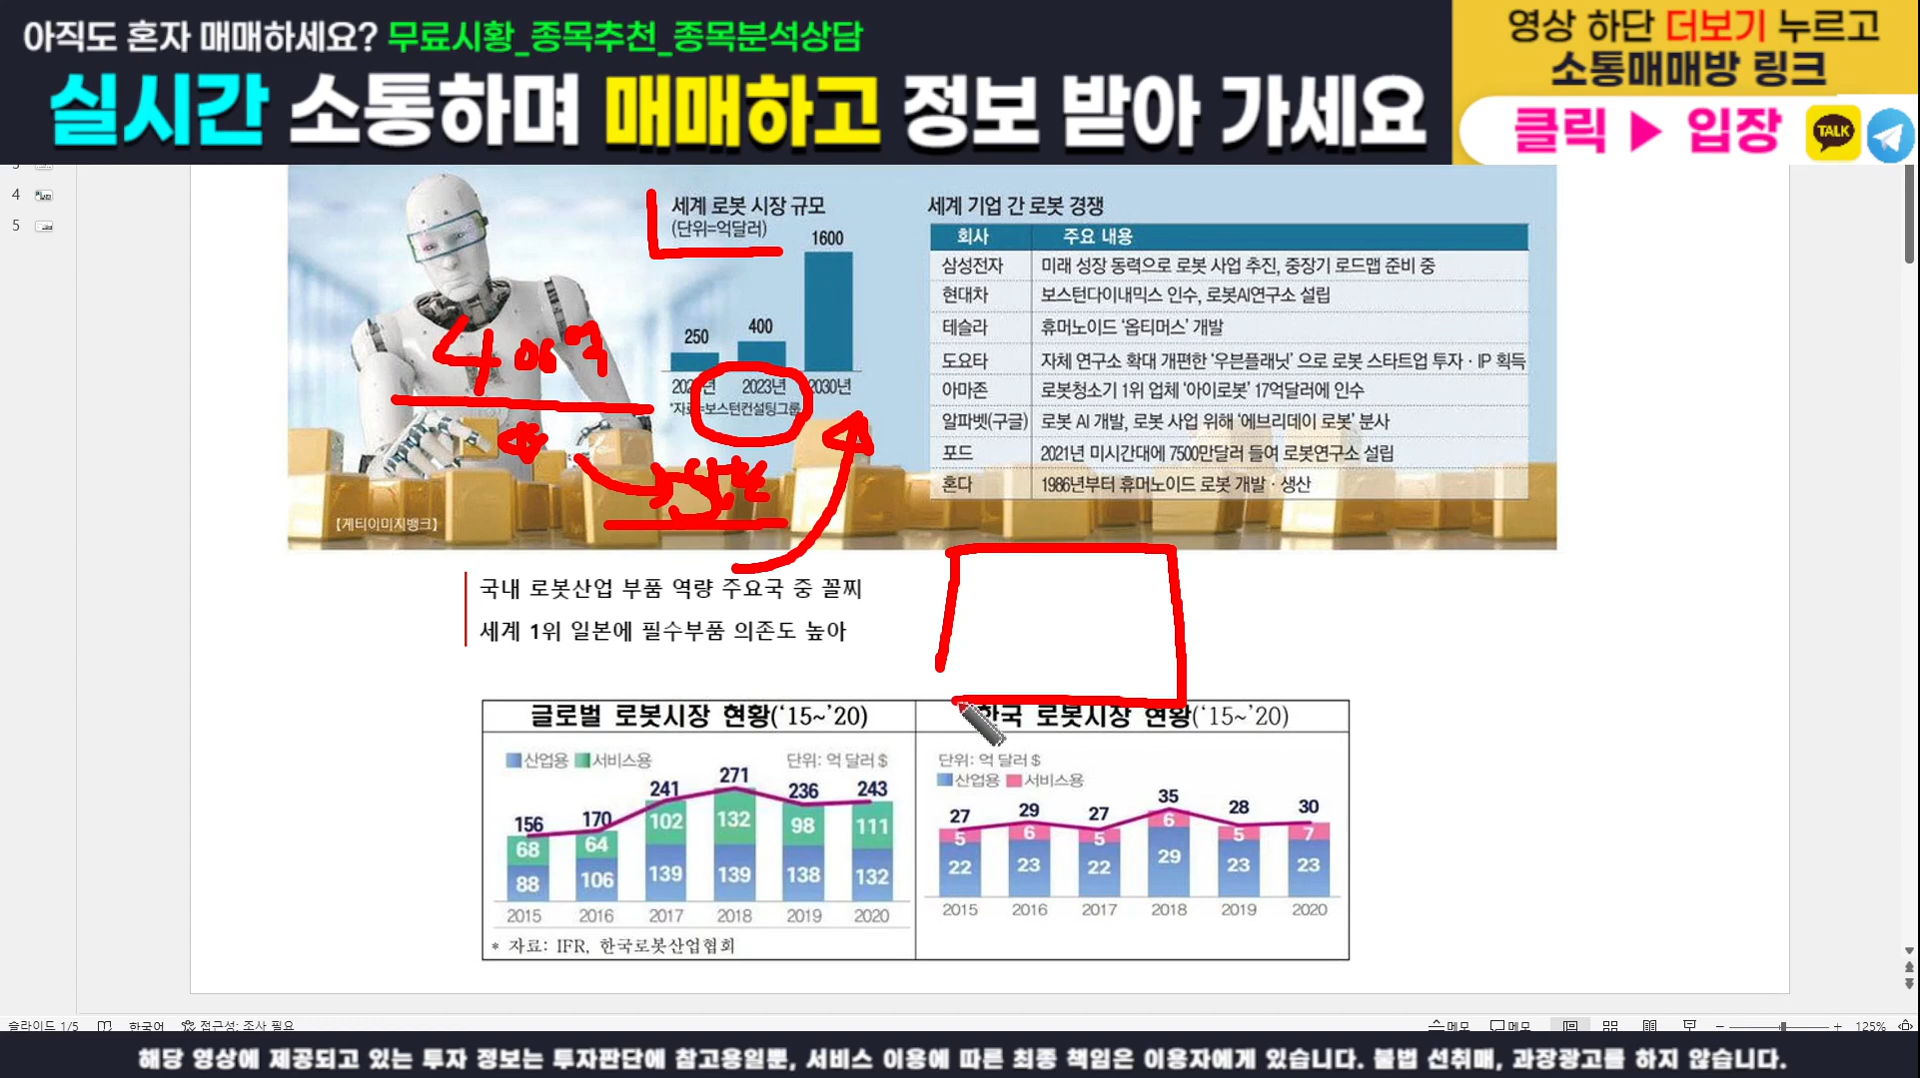 아직도 혼자 매매하세요? 무료시황_종목추천_종목분석상담
실시간 소통하며 매매하고 정보 받아 가세요
영상 하단 더보기 누르고
소통매매방 링크
클릭 ▶ 입장
TALK
4
5
세계 로봇 시장 규모
(단위=억달러)
1600
400
250
2023년
2030년
보스턴컨설팅그룹
【게티이미지뱅크】
세계 기업 간 로봇 경쟁
회사 주요 내용
삼성전자 미래 성장 동력으로 로봇 사업 추진, 중장기 로드맵 준비 중
현대차 보스턴다이내믹스 인수, 로봇AI연구소 설립
테슬라 휴머노이드 ‘옵티머스’ 개발
도요타 자체 연구소 확대 개편한 ‘우븐플래닛’ 으로 로봇 스타트업 투자 · IP 획득
아마존 로봇청소기 1위 업체 ‘아이로봇’ 17억달러에 인수
알파벳(구글) 로봇 AI 개발, 로봇 사업 위해 ‘에브리데이 로봇’ 분사
포드 2021년 미시간대에 7500만달러 들여 로봇연구소 설립
혼다 1986년부터 휴머노이드 로봇 개발 · 생산
국내 로봇산업 부품 역량 주요국 중 꼴찌
세계 1위 일본에 필수부품 의존도 높아
글로벌 로봇시장 현황(‘15~’20)
산업용 서비스용 단위: 억 달러 $
156 170 241 271 236 243
68 64 102 132 98 111
88 106 139 139 138 132
2015 2016 2017 2018 2019 2020
* 자료: IFR, 한국로봇산업협회
한국 로봇시장 현황(‘15~’20)
단위: 억 달러 $
산업용 서비스용
27 29 27 35 28 30
5 6 5 6 5 7
22 23 22 29 23 23
2015 2016 2017 2018 2019 2020
슬라이드 1/5 한국어 접근성: 조사 필요
메모 메모 125%
해당 영상에 제공되고 있는 투자 정보는 투자판단에 참고용일뿐, 서비스 이용에 따른 최종 책임은 이용자에게 있습니다. 불법 선취매, 과장광고를 하지 않습니다.